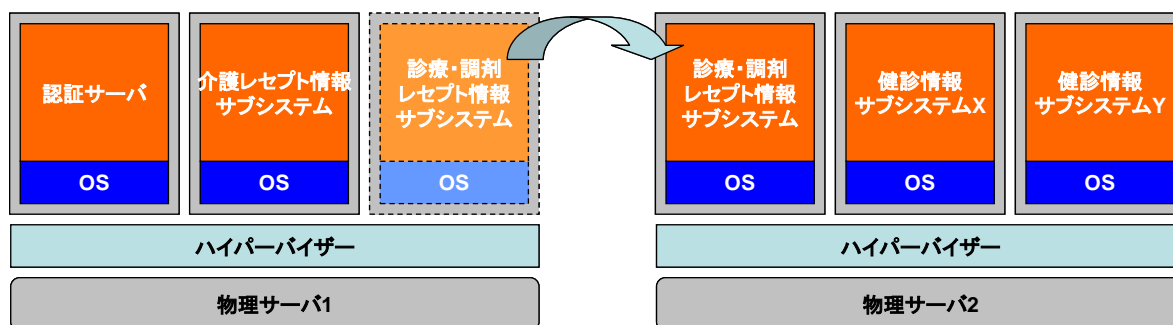 認証サーバ
OS
介護レセプト情報
サブシステム
OS
診療・調剤
レセプト情報
サブシステム
OS
ハイパーバイザー
物理サーバ1
診療・調剤
レセプト情報
サブシステム
OS
健診情報
サブシステムX
OS
健診情報
サブシステムY
OS
ハイパーバイザー
物理サーバ2